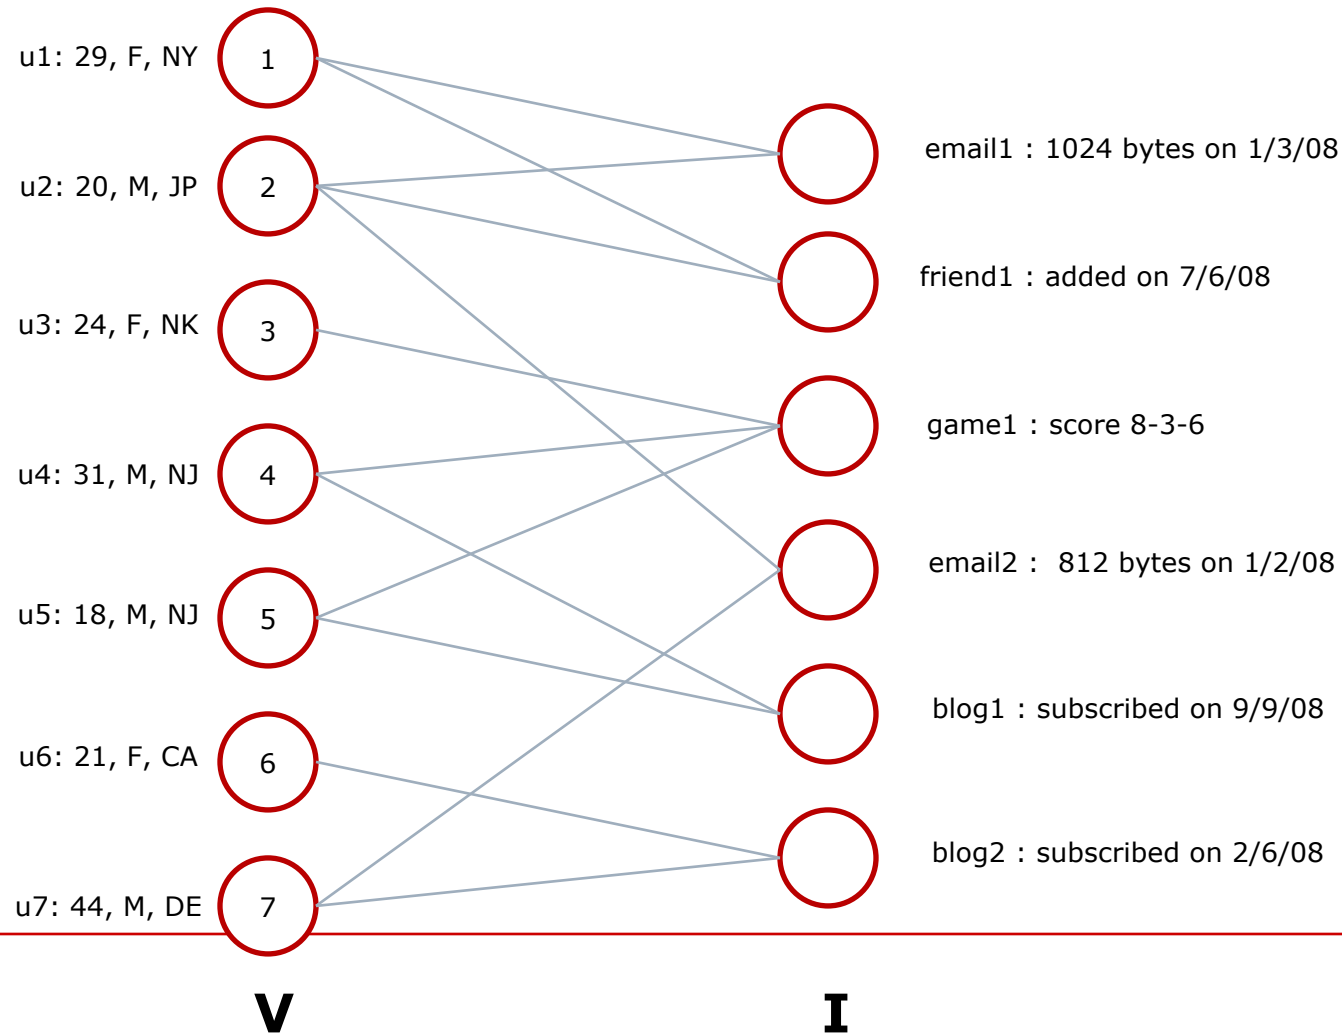 u1: 29, F, NY
1
email1 : 1024 bytes on 1/3/08
u2: 20, M, JP
2
friend1 : added on 7/6/08
u3: 24, F, NK
3
game1 : score 8-3-6
u4: 31, M, NJ
4
email2 :  812 bytes on 1/2/08
u5: 18, M, NJ
5
blog1 : subscribed on 9/9/08
u6: 21, F, CA
6
blog2 : subscribed on 2/6/08
u7: 44, M, DE
7
V
I